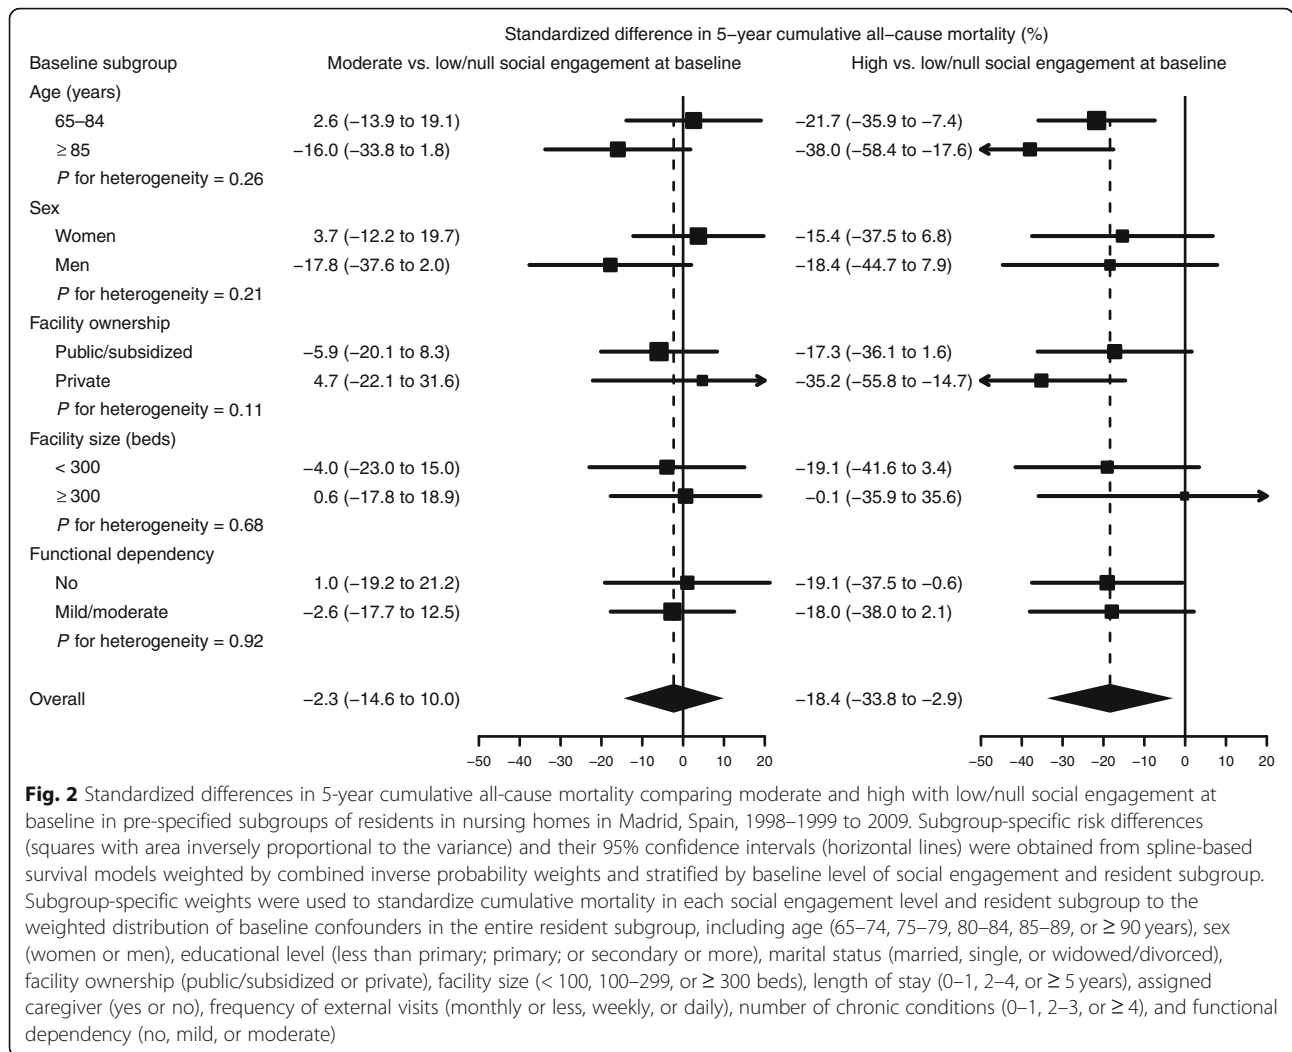 Standardized difference in 5−year cumulative all−cause mortality (%)
Baseline subgroup Moderate vs. low/null social engagement at baseline High vs. low/null social engagement at baseline
Age (years)
65−84 2.6 (−13.9 to 19.1) −21.7 (−35.9 to −7.4)
≥ 85 −16.0 (−33.8 to 1.8) −38.0 (−58.4 to −17.6)
P for heterogeneity = 0.26
Sex
Women 3.7 (−12.2 to 19.7) −15.4 (−37.5 to 6.8)
Men −17.8 (−37.6 to 2.0) −18.4 (−44.7 to 7.9)
P for heterogeneity = 0.21
Facility ownership
Public/subsidized −5.9 (−20.1 to 8.3) −17.3 (−36.1 to 1.6)
Private 4.7 (−22.1 to 31.6) −35.2 (−55.8 to −14.7)
P for heterogeneity = 0.11
Facility size (beds)
< 300 −4.0 (−23.0 to 15.0) −19.1 (−41.6 to 3.4)
≥ 300 0.6 (−17.8 to 18.9) −0.1 (−35.9 to 35.6)
P for heterogeneity = 0.68
Functional dependency
No 1.0 (−19.2 to 21.2) −19.1 (−37.5 to −0.6)
Mild/moderate −2.6 (−17.7 to 12.5) −18.0 (−38.0 to 2.1)
P for heterogeneity = 0.92
Overall −2.3 (−14.6 to 10.0) −18.4 (−33.8 to −2.9)
−50 −40 −30 −20 −10 0 10 20 −50 −40 −30 −20 −10 0 10 20
Fig. 2 Standardized differences in 5-year cumulative all-cause mortality comparing moderate and high with low/null social engagement at
baseline in pre-specified subgroups of residents in nursing homes in Madrid, Spain, 1998–1999 to 2009. Subgroup-specific risk differences
(squares with area inversely proportional to the variance) and their 95% confidence intervals (horizontal lines) were obtained from spline-based
survival models weighted by combined inverse probability weights and stratified by baseline level of social engagement and resident subgroup.
Subgroup-specific weights were used to standardize cumulative mortality in each social engagement level and resident subgroup to the
weighted distribution of baseline confounders in the entire resident subgroup, including age (65–74, 75–79, 80–84, 85–89, or ≥ 90 years), sex
(women or men), educational level (less than primary; primary; or secondary or more), marital status (married, single, or widowed/divorced),
facility ownership (public/subsidized or private), facility size (< 100, 100–299, or ≥ 300 beds), length of stay (0–1, 2–4, or ≥ 5 years), assigned
caregiver (yes or no), frequency of external visits (monthly or less, weekly, or daily), number of chronic conditions (0–1, 2–3, or ≥ 4), and functional
dependency (no, mild, or moderate)